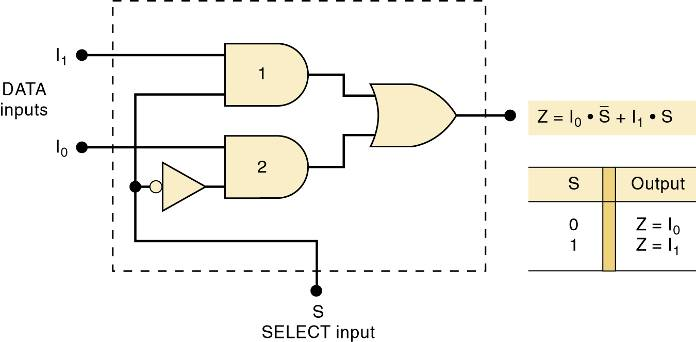 I₁
DATA
inputs
I₀
1
2
Z = I₀ • S̅ + I₁ • S
S Output
0 Z = I₀
1 Z = I₁
S
SELECT input